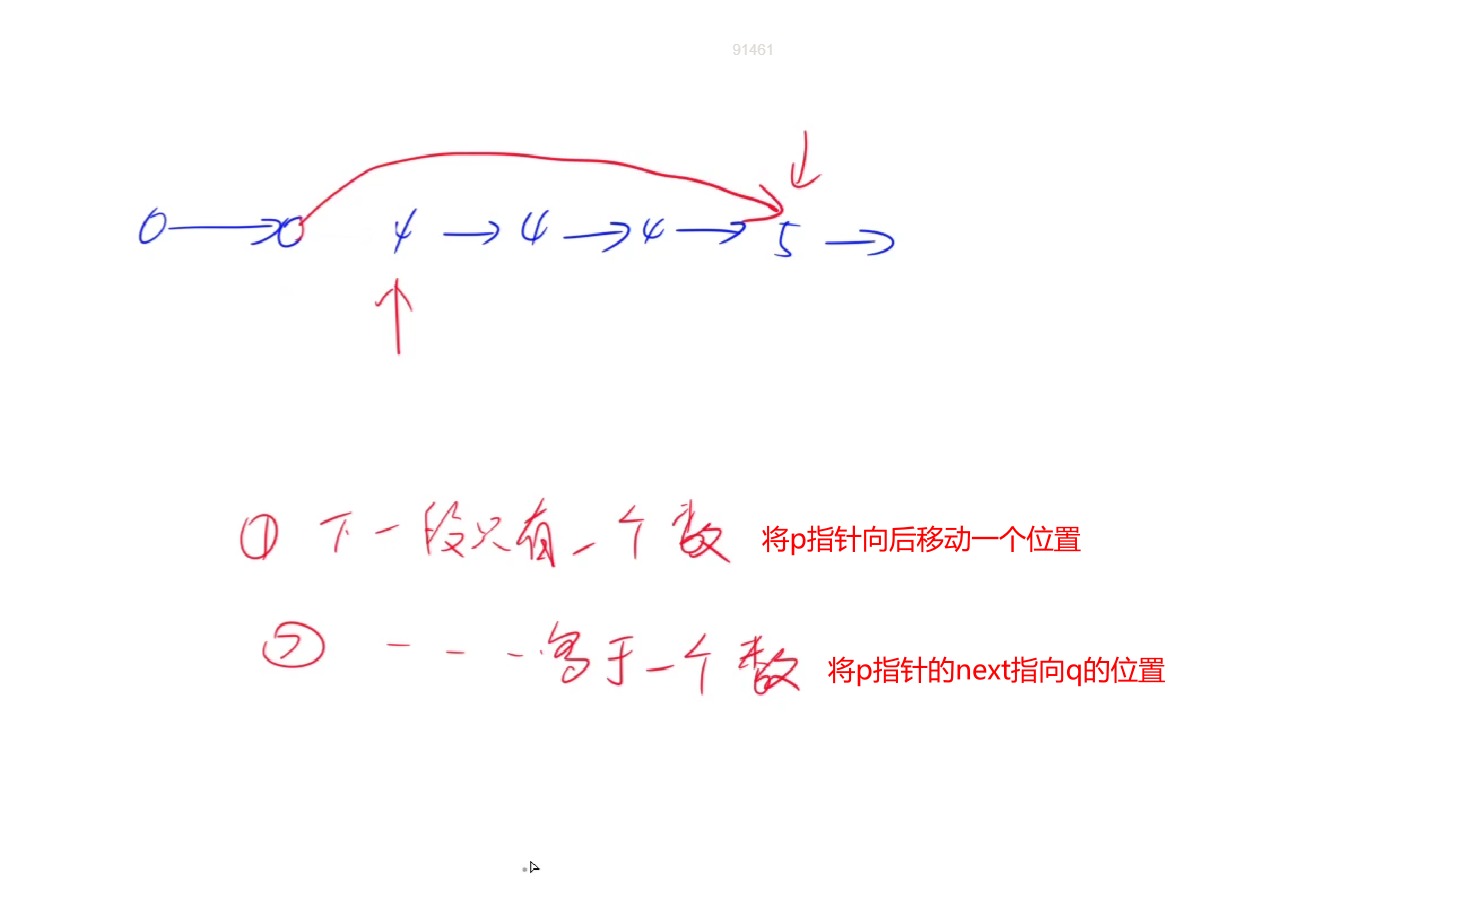 91461
0 → 0 4 → 4 → 4 → 5 →
① 下一段只有一个数 将p指针向后移动一个位置
② - - - 高于一个数 将p指针的next指向q的位置